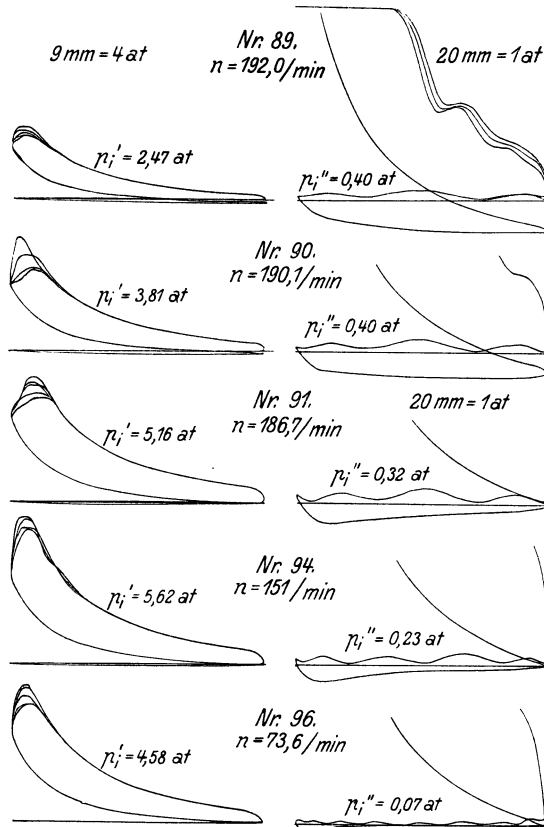 9 mm = 4 at
Nr. 89.
n = 192,0/min
20 mm = 1 at
pi' = 2,47 at
pi'' = 0,40 at
Nr. 90.
n = 190,1/min
pi' = 3,81 at
pi'' = 0,40 at
Nr. 91.
n = 186,7/min
20 mm = 1 at
pi' = 5,16 at
pi'' = 0,32 at
Nr. 94.
n = 151/min
pi' = 5,62 at
pi'' = 0,23 at
Nr. 96.
n = 73,6/min
pi' = 4,58 at
pi'' = 0,07 at